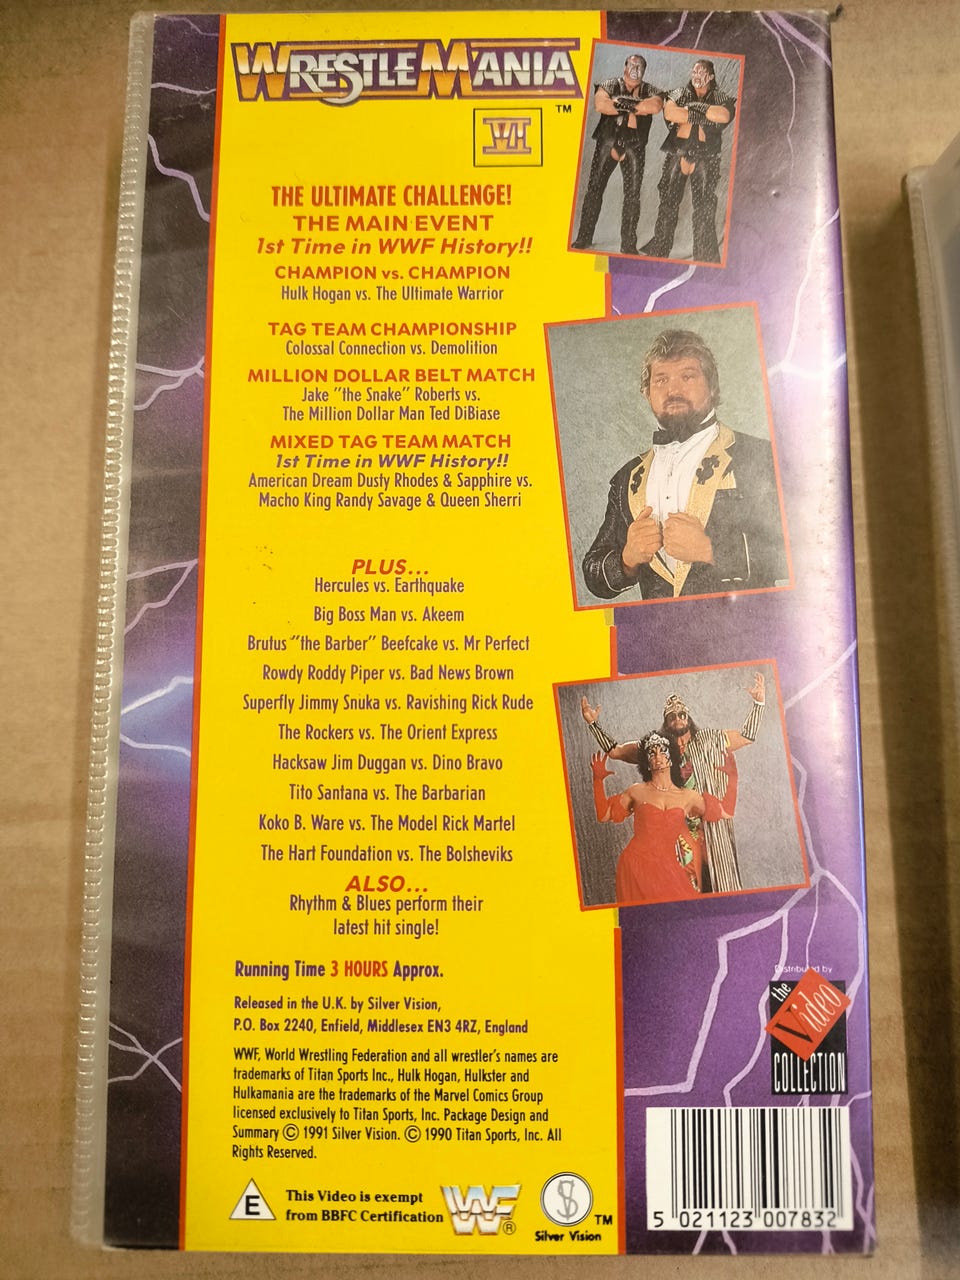 WRESTLEMANIA
TM
VI
THE ULTIMATE CHALLENGE!
THE MAIN EVENT
1st Time in WWF History!!
CHAMPION vs. CHAMPION
Hulk Hogan vs. The Ultimate Warrior
TAG TEAM CHAMPIONSHIP
Colossal Connection vs. Demolition
MILLION DOLLAR BELT MATCH
Jake "the Snake" Roberts vs.
The Million Dollar Man Ted DiBiase
MIXED TAG TEAM MATCH
1st Time in WWF History!!
American Dream Dusty Rhodes & Sapphire vs.
Macho King Randy Savage & Queen Sherri
PLUS...
Hercules vs. Earthquake
Big Boss Man vs. Akeem
Brutus "the Barber" Beefcake vs. Mr Perfect
Rowdy Roddy Piper vs. Bad News Brown
Superfly Jimmy Snuka vs. Ravishing Rick Rude
The Rockers vs. The Orient Express
Hacksaw Jim Duggan vs. Dino Bravo
Tito Santana vs. The Barbarian
Koko B. Ware vs. The Model Rick Martel
The Hart Foundation vs. The Bolsheviks
ALSO...
Rhythm & Blues perform their
latest hit single!
Running Time 3 HOURS Approx.
Released in the U.K. by Silver Vision,
P.O. Box 2240, Enfield, Middlesex EN3 4RZ, England
WWF, World Wrestling Federation and all wrestler's names are
trademarks of Titan Sports Inc., Hulk Hogan, Hulkster and
Hulkamania are the trademarks of the Marvel Comics Group
licensed exclusively to Titan Sports, Inc. Package Design and
Summary © 1991 Silver Vision. © 1990 Titan Sports, Inc. All
Rights Reserved.
E
This Video is exempt
from BBFC Certification
WWF ®
SV
TM
Silver Vision
Distributed by
the
Video
COLLECTION
5 021123 007832